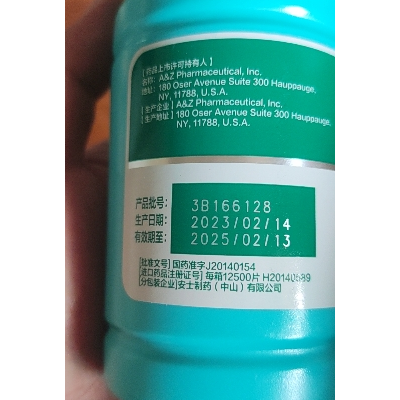 【药品上市许可持有人】
名称: A&Z Pharmaceutical, Inc.
地址: 180 Oser Avenue Suite 300 Hauppauge,
NY, 11788, U.S.A.
【生产企业】A&Z Pharmaceutical, Inc.
【生产地址】180 Oser Avenue Suite 300 Hauppauge,
NY, 11788, U.S.A.
产品批号: 3B166128
生产日期: 2023/02/14
有效期至: 2025/02/13
[批准文号] 国药准字J20140154
[进口药品注册证号] 每箱12500片 H20140589
[分包装企业] 安士制药（中山）有限公司